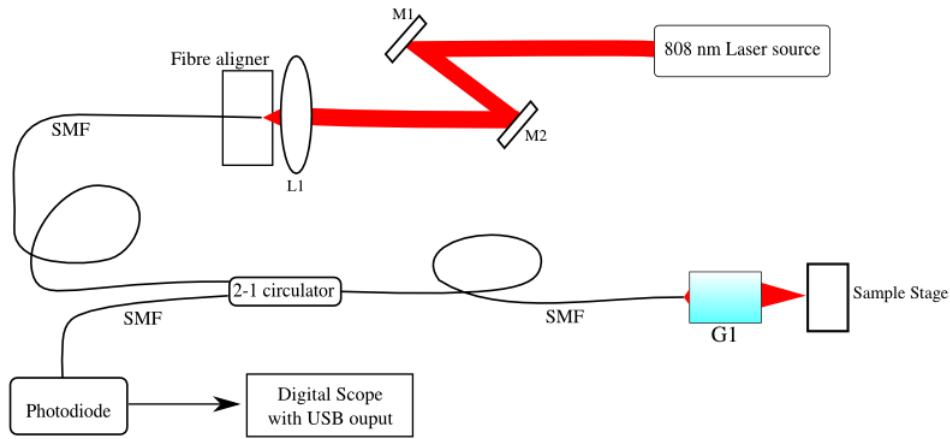 M1
808 nm Laser source
Fibre aligner
SMF
M2
L1
2-1 circulator
SMF
SMF
Sample Stage
G1
Photodiode
Digital Scope
with USB ouput